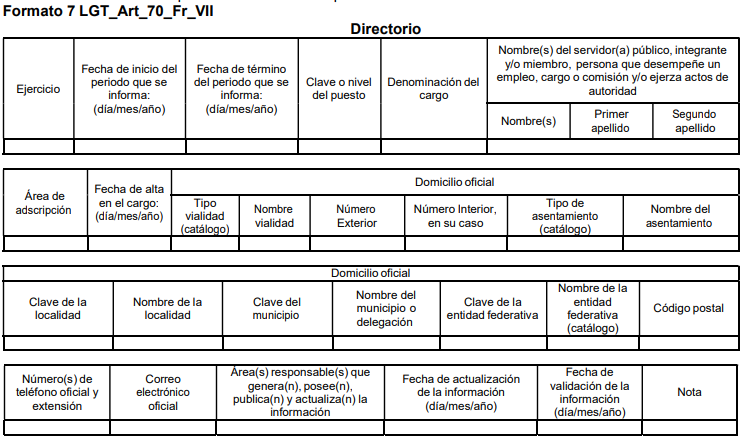 Formato 7 LGT_Art_70_Fr_VII
Directorio
Ejercicio
Fecha de inicio del
periodo que se
informa:
(día/mes/año)
Fecha de término
del periodo que se
informa:
(día/mes/año)
Clave o nivel
del puesto
Denominación del
cargo
Nombre(s) del servidor(a) público, integrante
y/o miembro, persona que desempeñe un
empleo, cargo o comisión y/o ejerza actos de
autoridad
Nombre(s)
Primer
apellido
Segundo
apellido
Área de
adscripción
Fecha de alta
en el cargo:
(día/mes/año)
Domicilio oficial
Tipo
vialidad
(catálogo)
Nombre
vialidad
Número
Exterior
Número Interior,
en su caso
Tipo de
asentamiento
(catálogo)
Nombre del
asentamiento
Domicilio oficial
Clave de la
localidad
Nombre de la
localidad
Clave del
municipio
Nombre del
municipio o
delegación
Clave de la
entidad federativa
Nombre de la
entidad
federativa
(catálogo)
Código postal
Número(s) de
teléfono oficial y
extensión
Correo
electrónico
oficial
Área(s) responsable(s) que
genera(n), posee(n),
publica(n) y actualiza(n) la
información
Fecha de actualización
de la información
(día/mes/año)
Fecha de
validación de la
información
(día/mes/año)
Nota